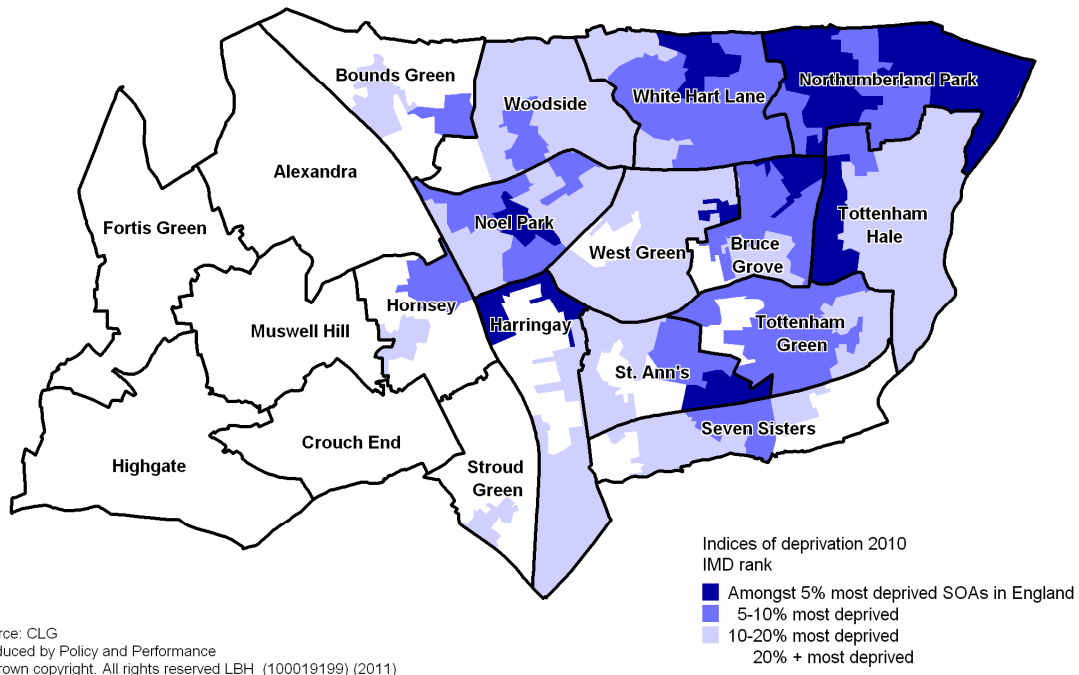 Bounds Green
Woodside
White Hart Lane
Northumberland Park
Alexandra
Fortis Green
Noel Park
West Green
Bruce
Grove
Tottenham
Hale
Hornsey
Muswell Hill
Harringay
Tottenham
Green
St. Ann's
Seven Sisters
Crouch End
Highgate
Stroud
Green
Indices of deprivation 2010
IMD rank
Amongst 5% most deprived SOAs in England
5-10% most deprived
10-20% most deprived
20% + most deprived
rce: CLG
duced by Policy and Performance
rown copyright. All rights reserved LBH (100019199) (2011)